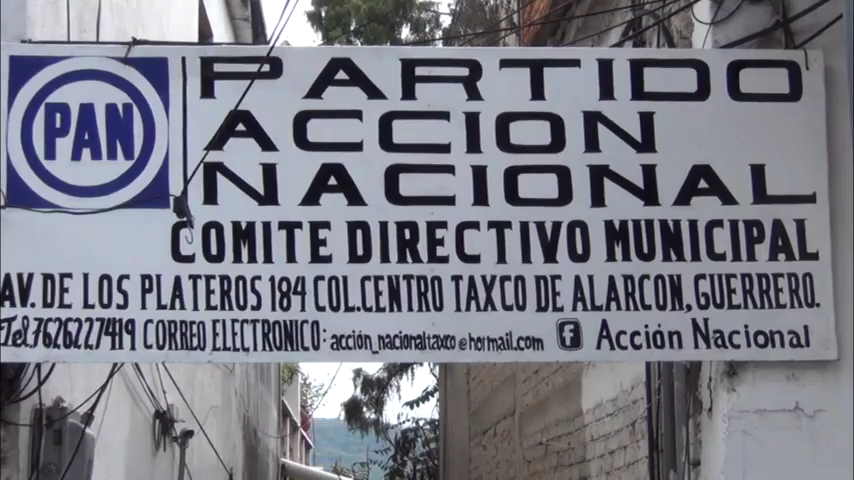 PAN
PARTIDO
ACCION
NACIONAL
COMITE DIRECTIVO MUNICIPAL
AV. DE LOS PLATEROS 184 COL.CENTRO TAXCO DE ALARCON,GUERRERO.
Tel.7626227419 CORREO ELECTRONICO: acción_nacionaltaxco@hotmail.com f Acción Nacional